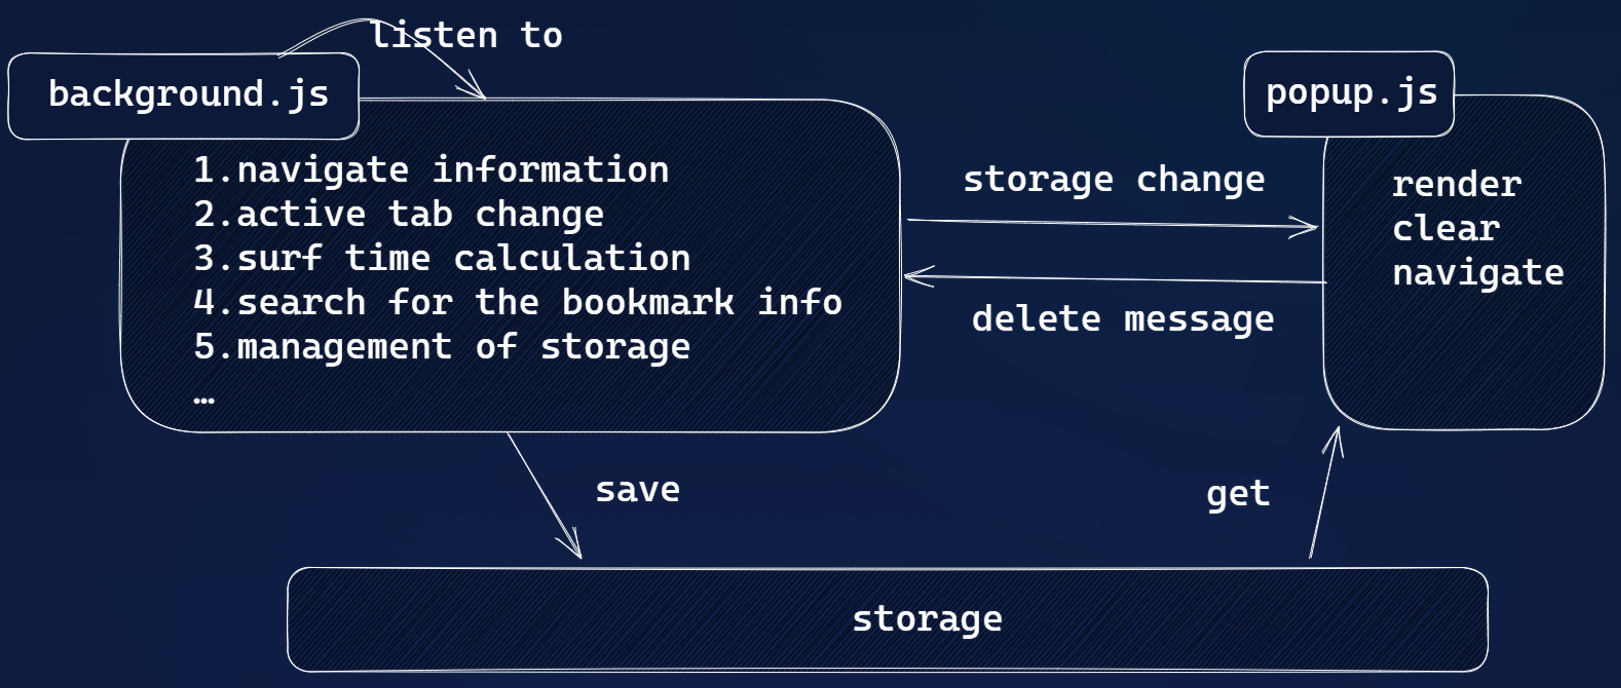 listen to
background.js
1.navigate information
2.active tab change
3.surf time calculation
4.search for the bookmark info
5.management of storage
…
storage change
delete message
popup.js
render
clear
navigate
save
get
storage